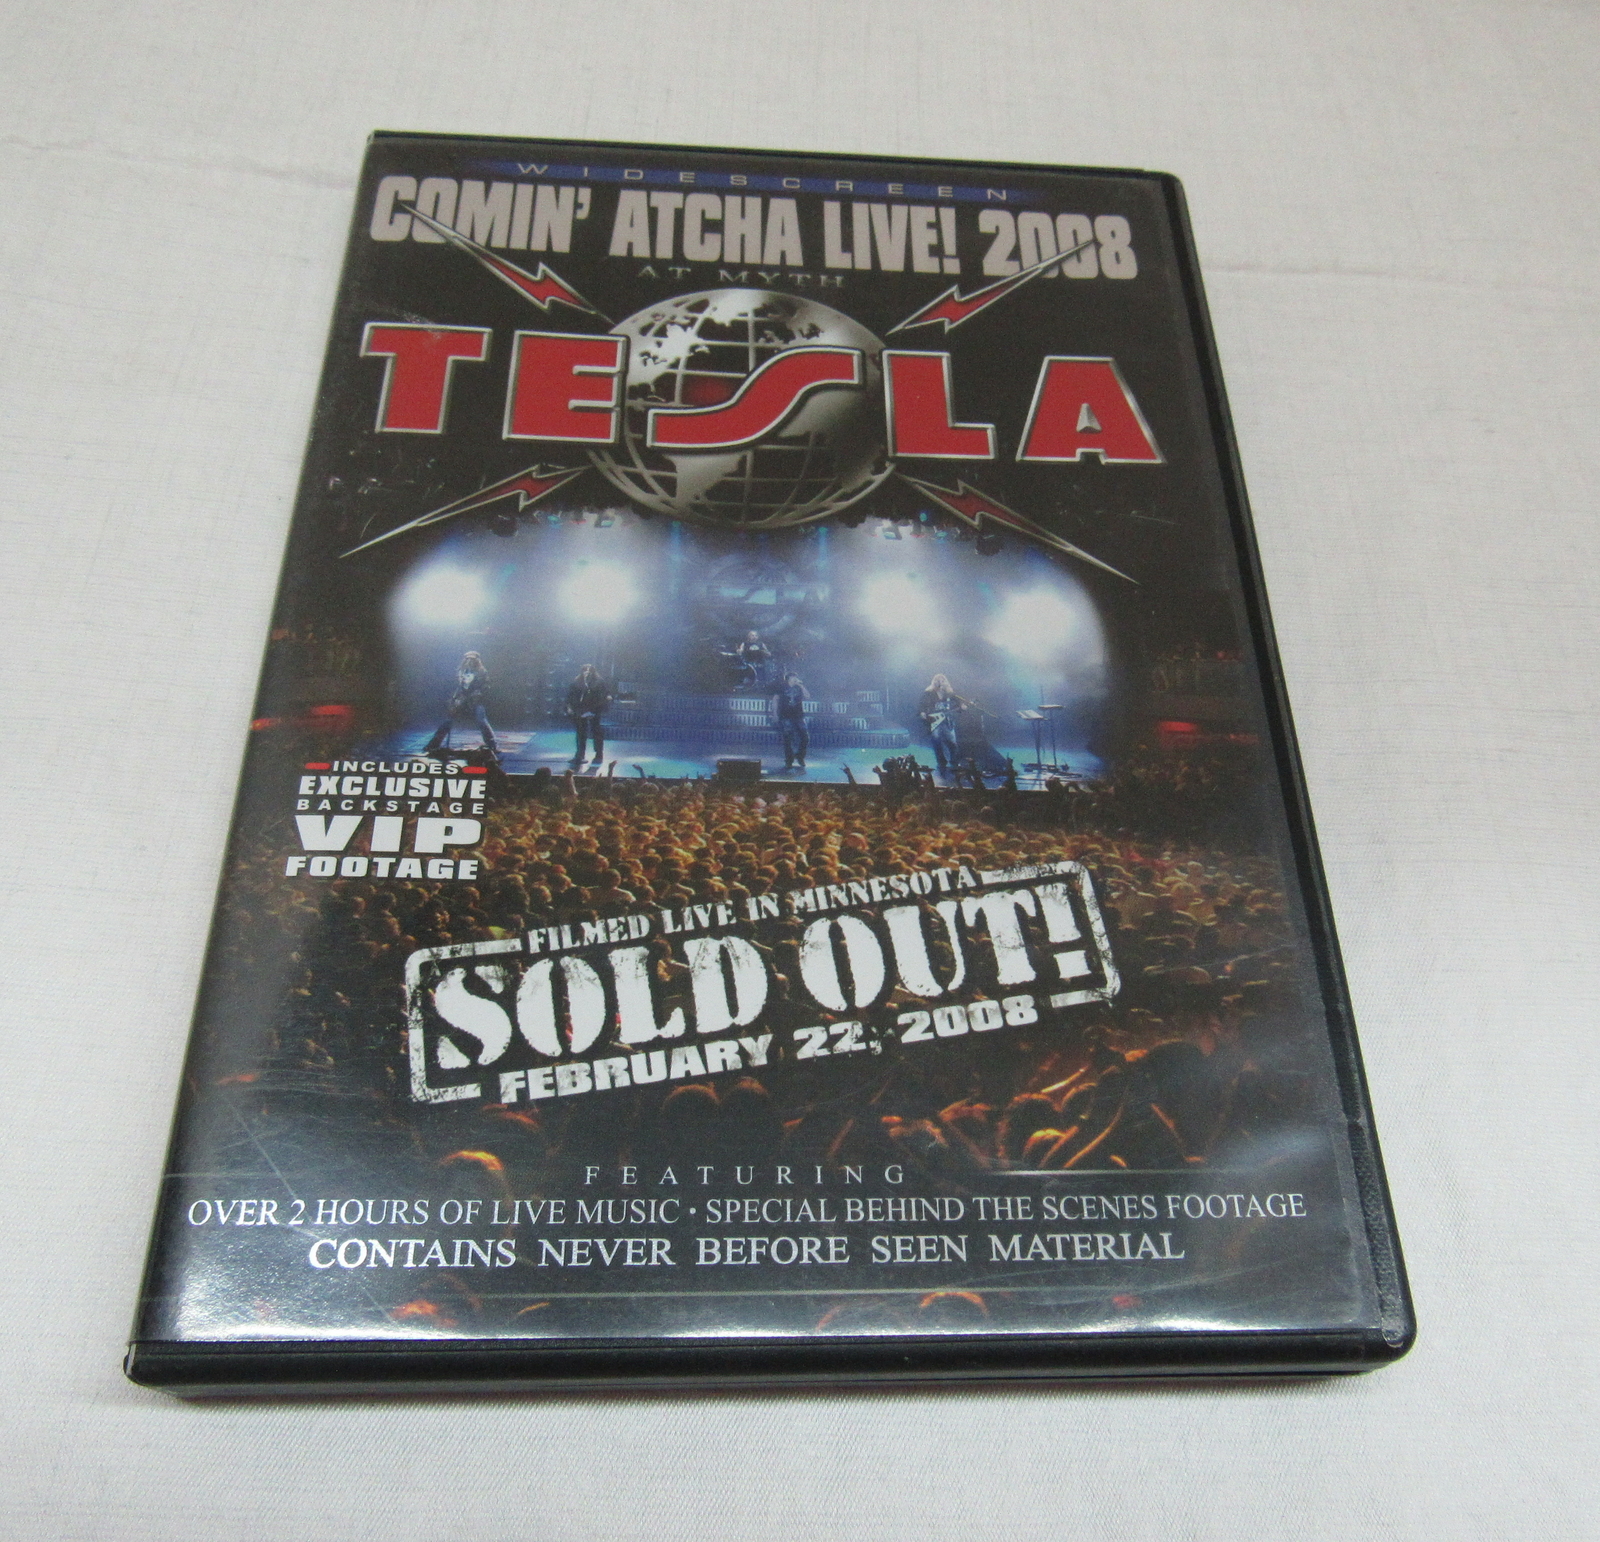 WIDESCREEN
COMIN' ATCHA LIVE! 2008
AT MYTH
TESLA
INCLUDES
EXCLUSIVE
BACKSTAGE
VIP
FOOTAGE
FILMED LIVE IN MINNESOTA
SOLD OUT!
FEBRUARY 22, 2008
FEATURING
OVER 2 HOURS OF LIVE MUSIC • SPECIAL BEHIND THE SCENES FOOTAGE
CONTAINS NEVER BEFORE SEEN MATERIAL